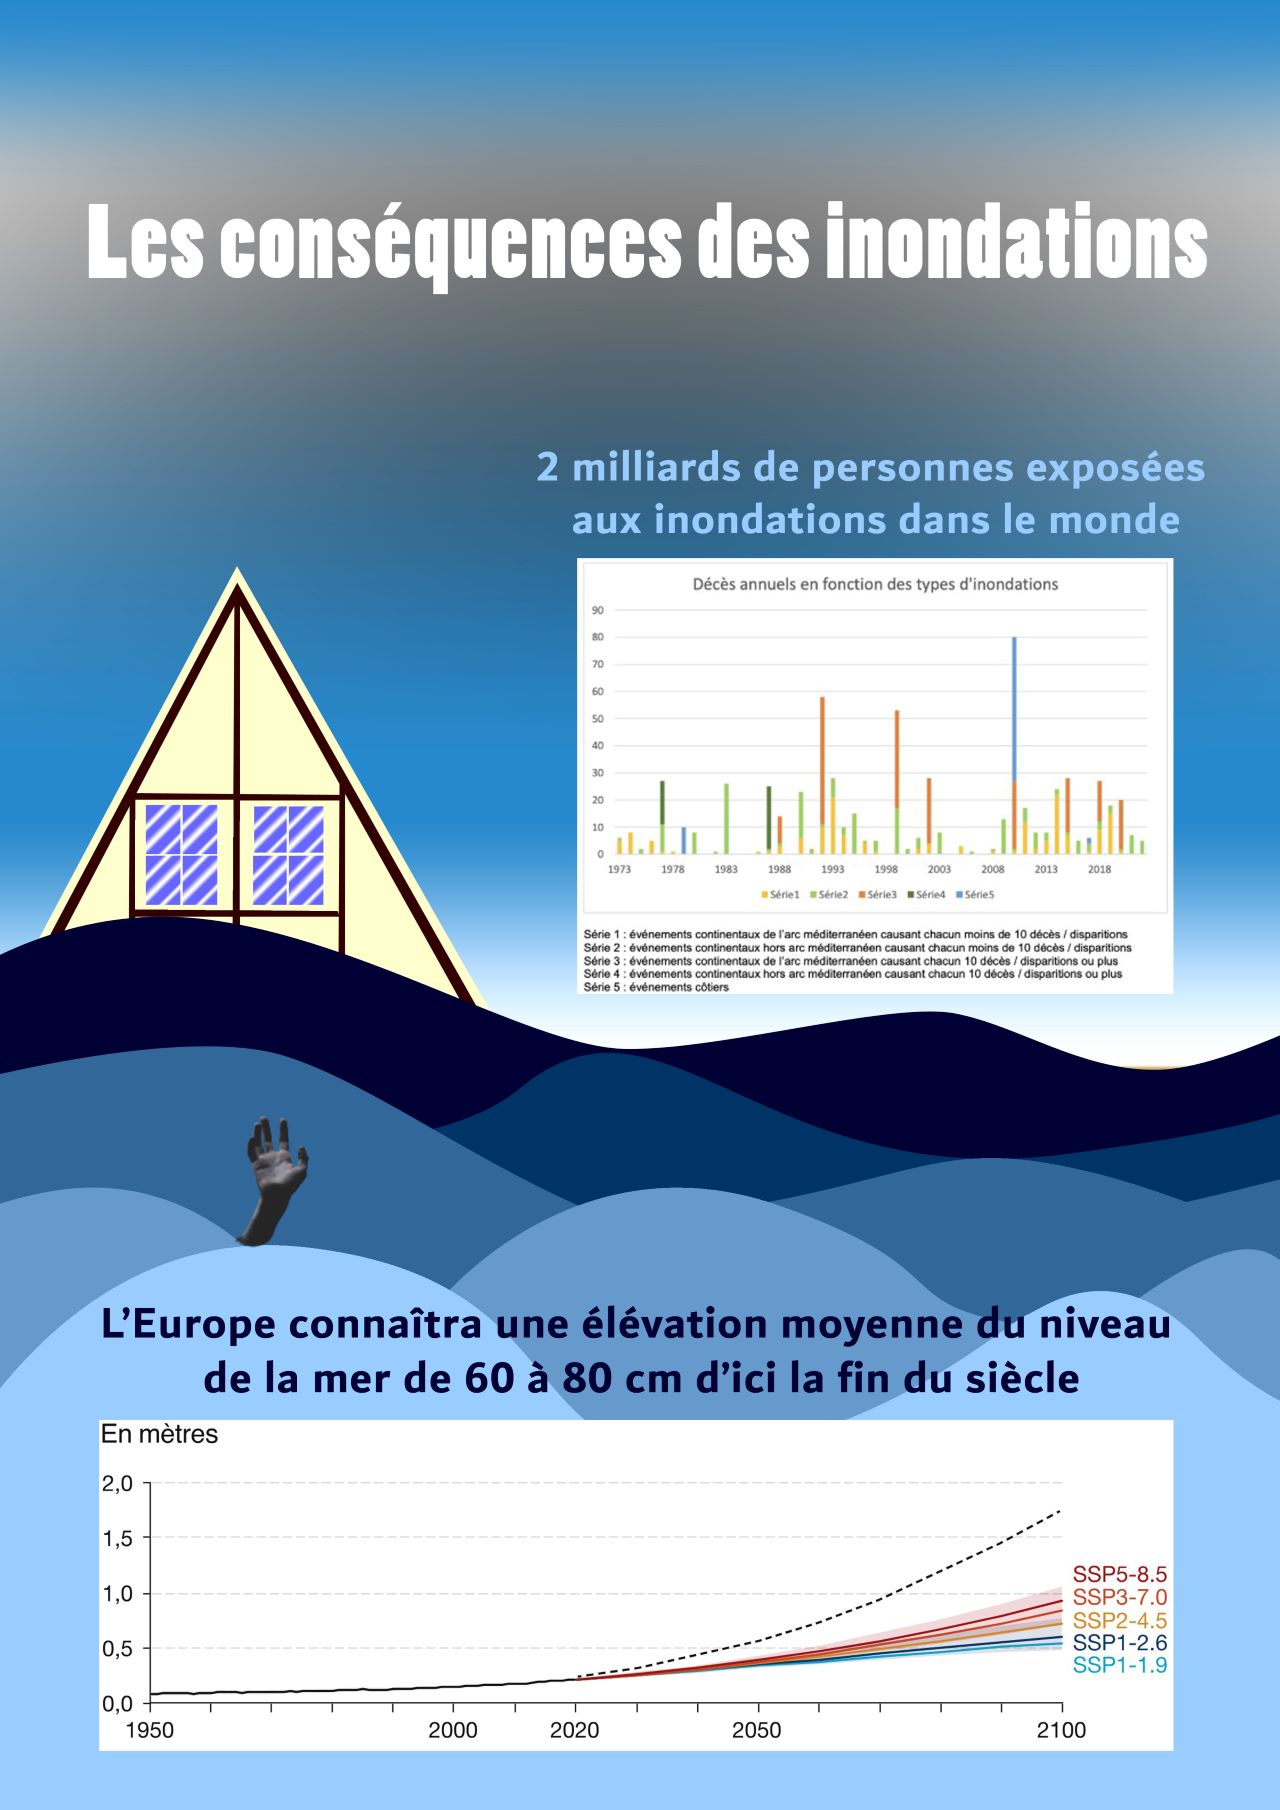 Les conséquences des inondations
2 milliards de personnes exposées
aux inondations dans le monde
Décès annuels en fonction des types d'inondations
90
80
70
60
50
40
30
20
10
0
1973 1978 1983 1988 1993 1998 2003 2008 2013 2018
Série1 Série2 Série3 Série4 Série5
Série 1 : événements continentaux de l'arc méditerranéen causant chacun moins de 10 décès / disparitions
Série 2 : événements continentaux hors arc méditerranéen causant chacun moins de 10 décès / disparitions
Série 3 : événements continentaux de l'arc méditerranéen causant chacun 10 décès / disparitions ou plus
Série 4 : événements continentaux hors arc méditerranéen causant chacun 10 décès / disparitions ou plus
Série 5 : événements côtiers
L’Europe connaîtra une élévation moyenne du niveau
de la mer de 60 à 80 cm d’ici la fin du siècle
En mètres
2,0
1,5
1,0
0,5
0,0
SSP5-8.5
SSP3-7.0
SSP2-4.5
SSP1-2.6
SSP1-1.9
1950 2000 2020 2050 2100